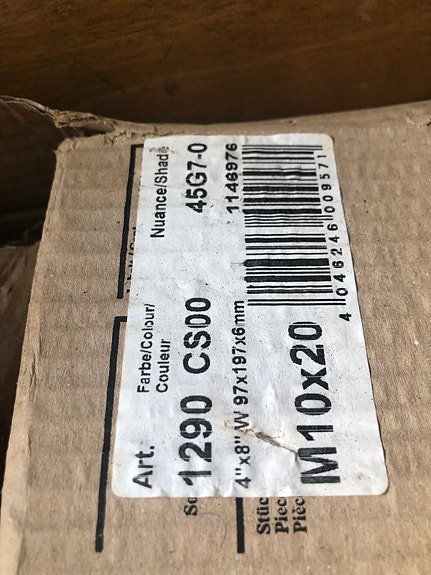 Art.
Farbe/Colour/
Couleur
Nuance/Shade
1290 CS00
45G7-0
4"x8" W 97x197x6mm
1146976
M10x20
4 046246 009571
Stüc
Piec
Pièc